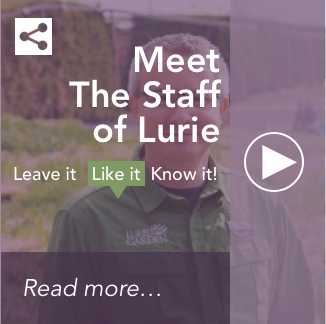 Meet
The Staff
of Lurie
Leave it Like it Know it!
LURIE
GARDEN
Read more...